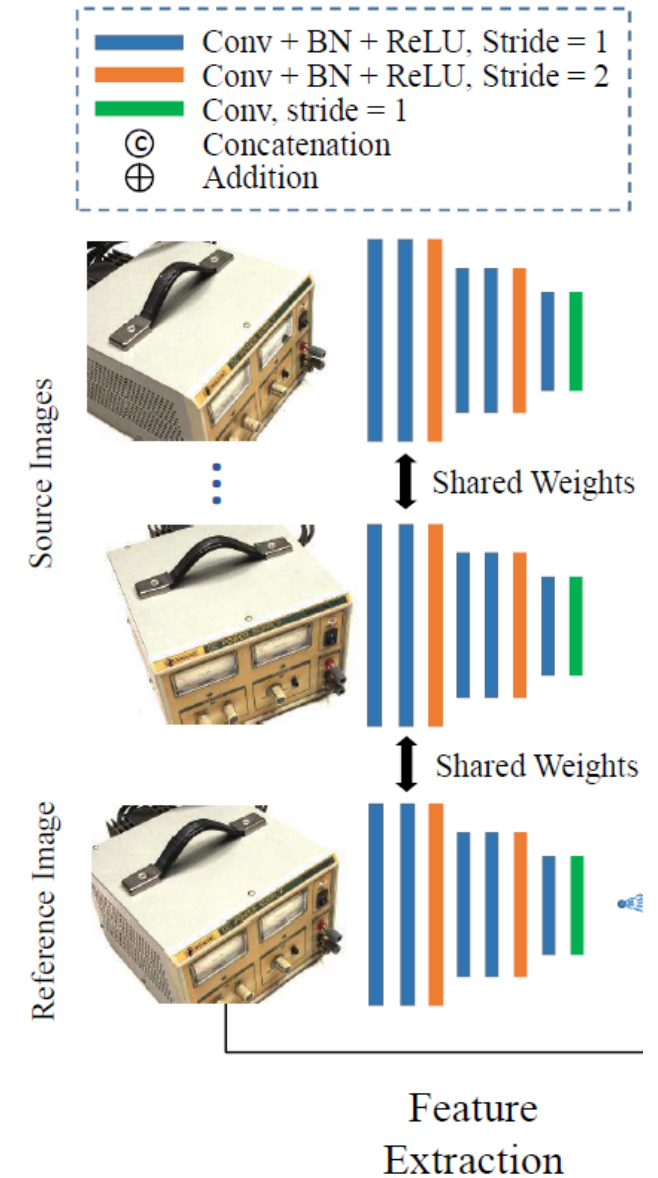 Conv + BN + ReLU, Stride = 1
Conv + BN + ReLU, Stride = 2
Conv, stride = 1
C
Concatenation
Addition
Source Images
Shared Weights
Shared Weights
Reference Image
Feature
Extraction